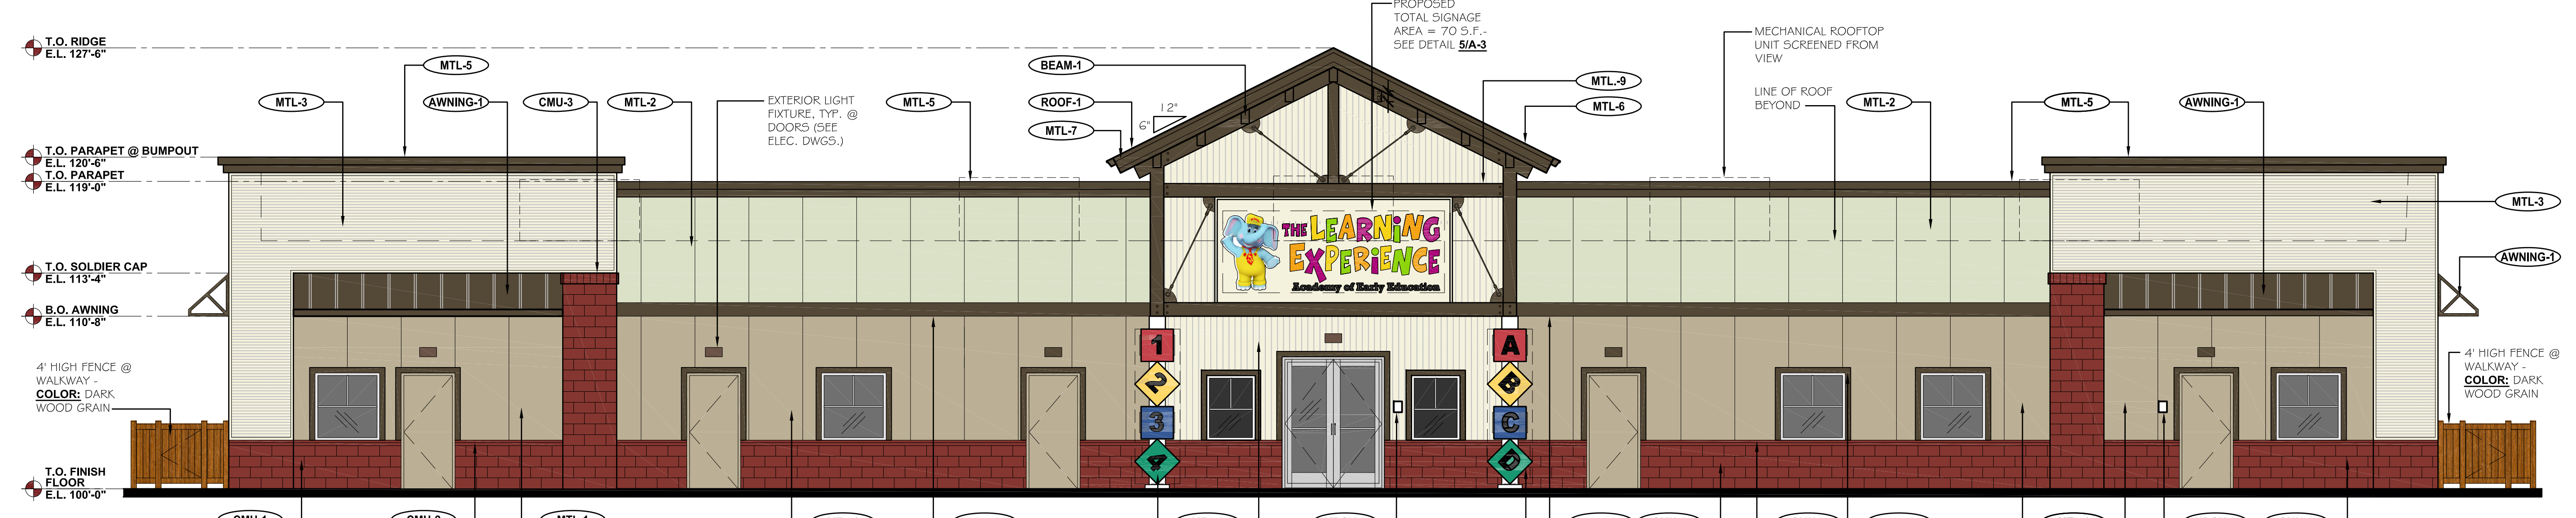 PROPOSED
TOTAL SIGNAGE
AREA = 70 S.F.-
SEE DETAIL 5/A-3
MECHANICAL ROOFTOP
UNIT SCREENED FROM
VIEW
T.O. RIDGE
E.L. 127'-6"
MTL-5
BEAM-1
MTL.-9
MTL-3
AWNING-1
CMU-3
MTL-2
EXTERIOR LIGHT
FIXTURE, TYP. @
DOORS (SEE
ELEC. DWGS.)
MTL-5
ROOF-1
MTL-7
12"
6"
MTL-6
LINE OF ROOF
BEYOND
MTL-2
MTL-5
AWNING-1
T.O. PARAPET @ BUMPOUT
E.L. 120'-6"
T.O. PARAPET
E.L. 119'-0"
MTL-3
THE LEARNING
EXPERIENCE
Academy of Early Education
T.O. SOLDIER CAP
E.L. 113'-4"
AWNING-1
B.O. AWNING
E.L. 110'-8"
1
2
3
4
A
B
C
D
4' HIGH FENCE @
WALKWAY -
COLOR: DARK
WOOD GRAIN
4' HIGH FENCE @
WALKWAY -
COLOR: DARK
WOOD GRAIN
T.O. FINISH
FLOOR
E.L. 100'-0"
MTL-1